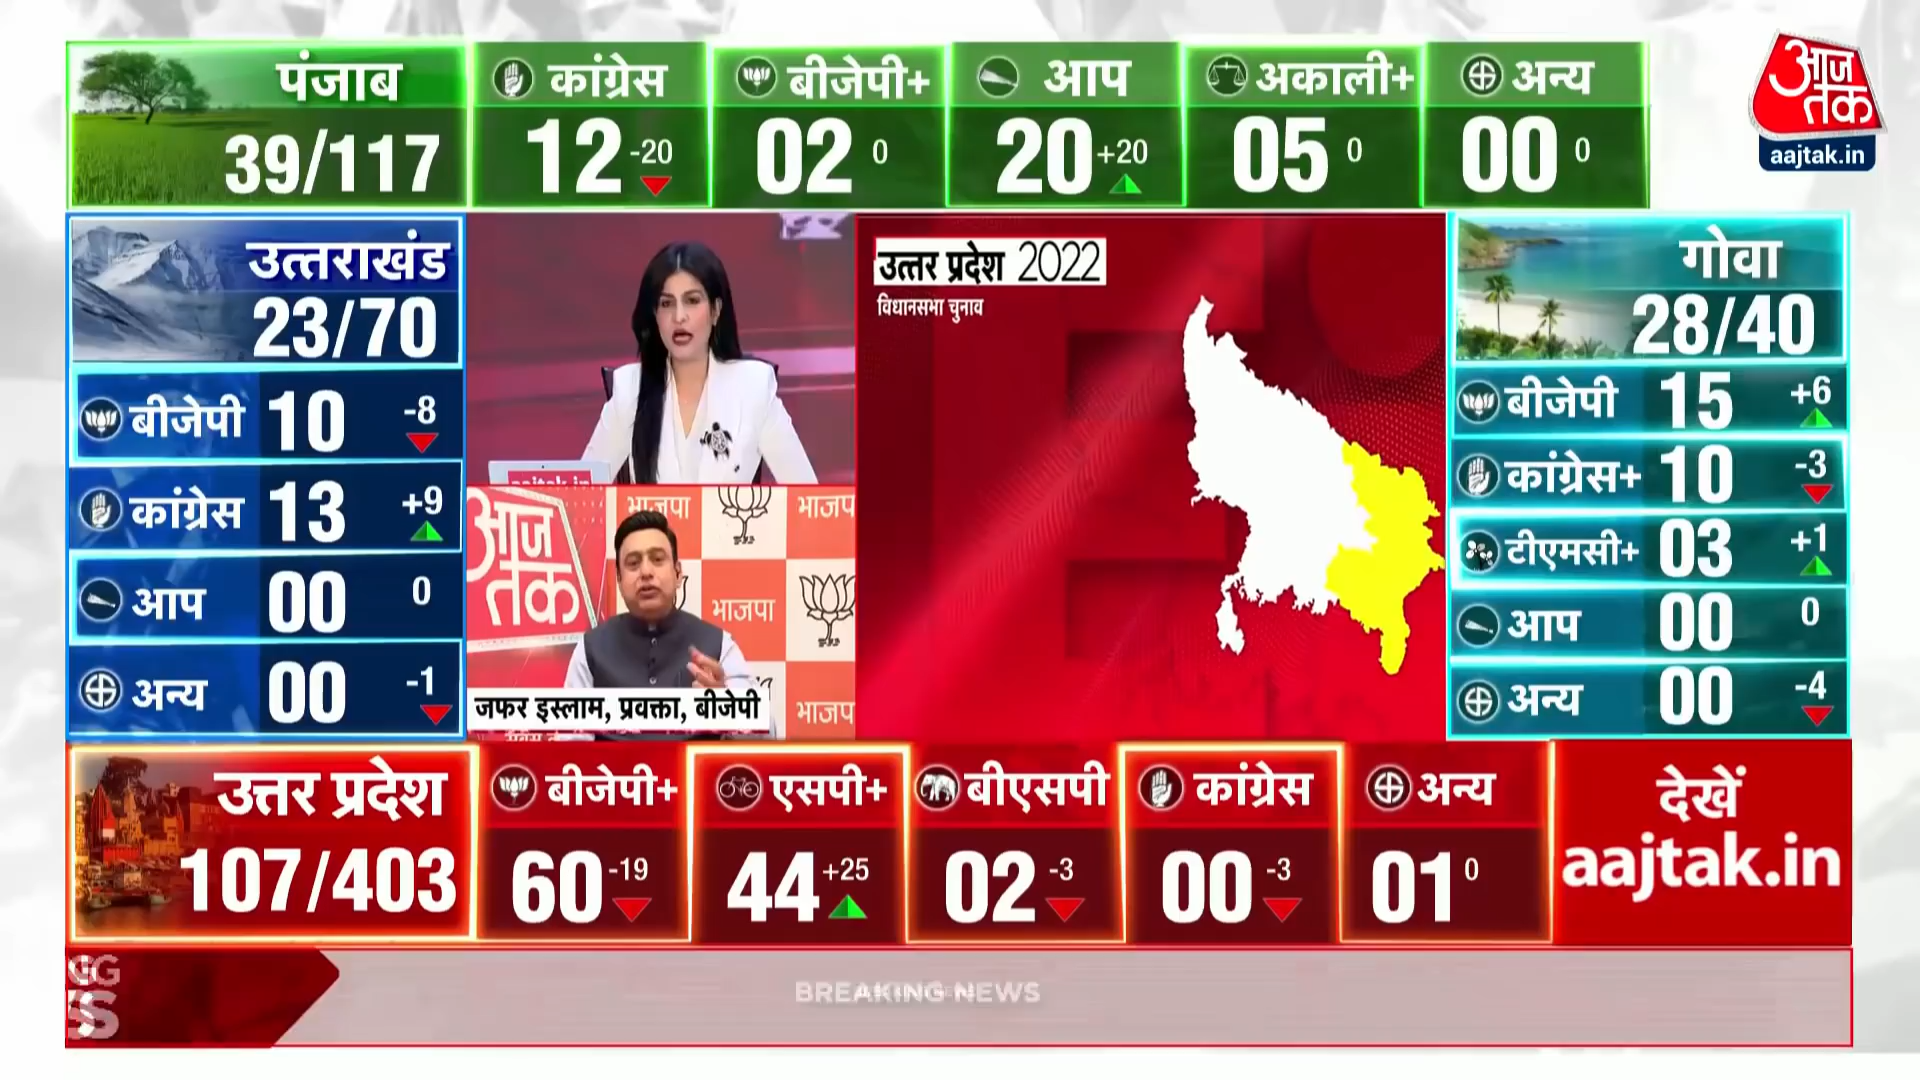 पंजाब
39/117
कांग्रेस
12 -20
बीजेपी+
02 0
आप
20 +20
अकाली+
05 0
अन्य
00 0
आज
तक
aajtak.in
उत्तराखंड
23/70
बीजेपी 10 -8
कांग्रेस 13 +9
आप 00 0
अन्य 00 -1
उत्तर प्रदेश 2022
विधानसभा चुनाव
गोवा
28/40
बीजेपी 15 +6
कांग्रेस+ 10 -3
टीएमसी+ 03 +1
आप 00 0
अन्य 00 -4
आज
तक
भाजपा
भाजप
भाजपा
भाजप
जफर इस्लाम, प्रवक्ता, बीजेपी
उत्तर प्रदेश
107/403
बीजेपी+
60 -19
एसपी+
44 +25
बीएसपी
02 -3
कांग्रेस
00 -3
अन्य
01 0
देखें
aajtak.in
BREAKING NEWS